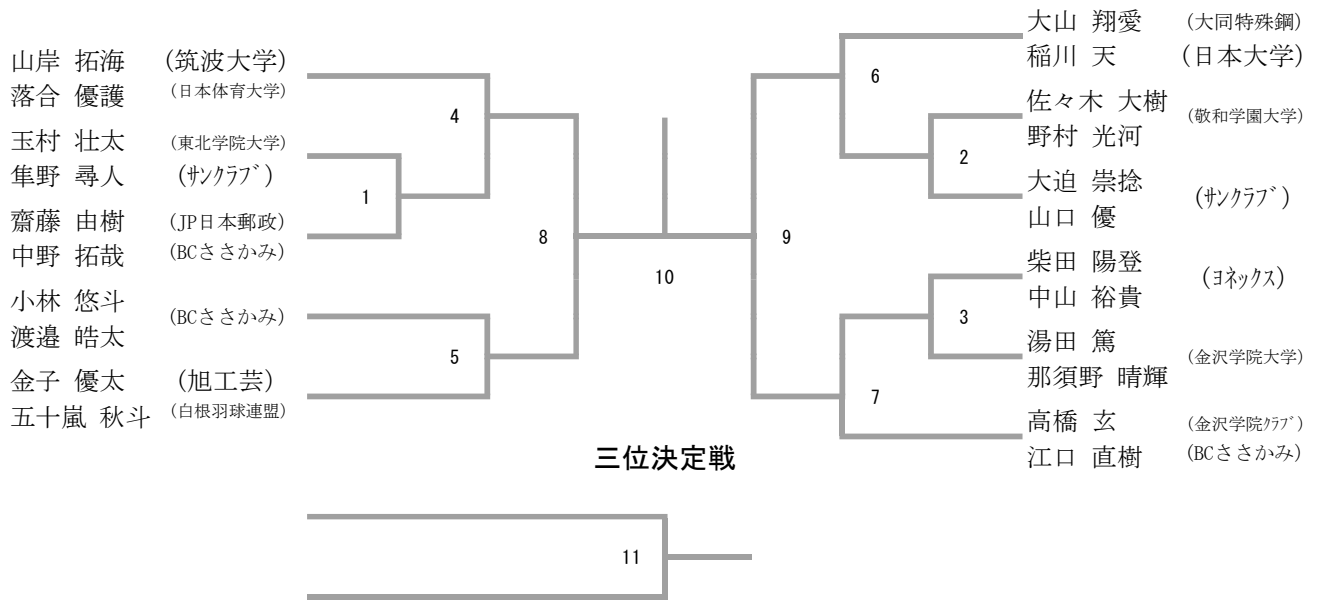 山岸 拓海 (筑波大学)
落合 優護 (日本体育大学)
玉村 壮太 (東北学院大学)
隼野 尋人 (ｻﾝｸﾗﾌﾞ)
齋藤 由樹 (JP日本郵政)
中野 拓哉 (BCささかみ)
小林 悠斗
渡邉 皓太
(BCささかみ)
金子 優太 (旭工芸)
五十嵐 秋斗 (白根羽球連盟)
4
1
8
5
10
大山 翔愛 (大同特殊鋼)
稲川 天 (日本大学)
佐々木 大樹
野村 光河
(敬和学園大学)
大迫 崇捻
山口 優
(ｻﾝｸﾗﾌﾞ)
柴田 陽登
中山 裕貴
(ﾖﾈｯｸｽ)
湯田 篤
那須野 晴輝
(金沢学院大学)
高橋 玄 (金沢学院ｸﾗﾌﾞ)
江口 直樹 (BCささかみ)
6
2
9
3
7
三位決定戦
11